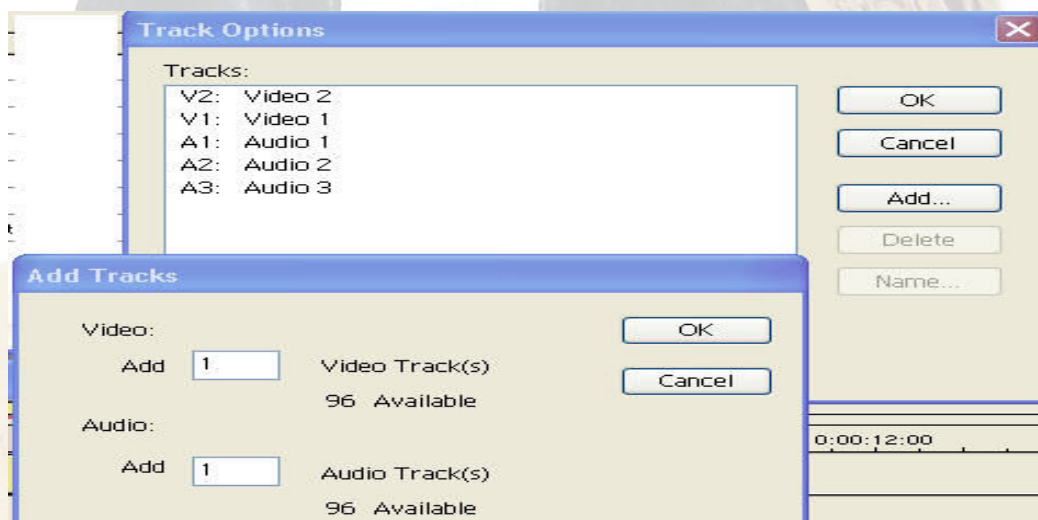 Track Options
Tracks:
V2: Video 2
V1: Video 1
A1: Audio 1
A2: Audio 2
A3: Audio 3
OK
Cancel
Add...
Delete
Name...
Add Tracks
Video:
Add 1 Video Track(s)
96 Available
Audio:
Add 1 Audio Track(s)
96 Available
OK
Cancel
0:00:12:00